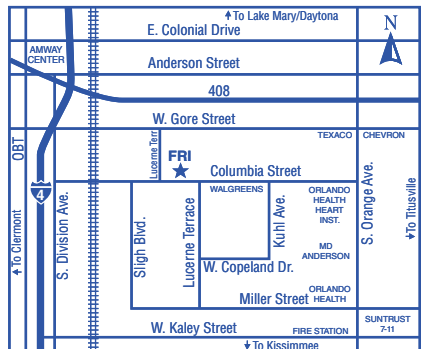 To Lake Mary/Daytona
E. Colonial Drive
N
AMWAY
CENTER
Anderson Street
408
W. Gore Street
TEXACO
CHEVRON
OBT
Lucerne Terr
FRI
Columbia Street
4
WALGREENS
ORLANDO
HEALTH
HEART
INST.
S. Division Ave.
Sligh Blvd.
Lucerne Terrace
Kuhl Ave.
S. Orange Ave.
To Clermont
To Titusville
MD
ANDERSON
W. Copeland Dr.
Miller Street
ORLANDO
HEALTH
W. Kaley Street
FIRE STATION
SUNTRUST
7-11
To Kissimmee